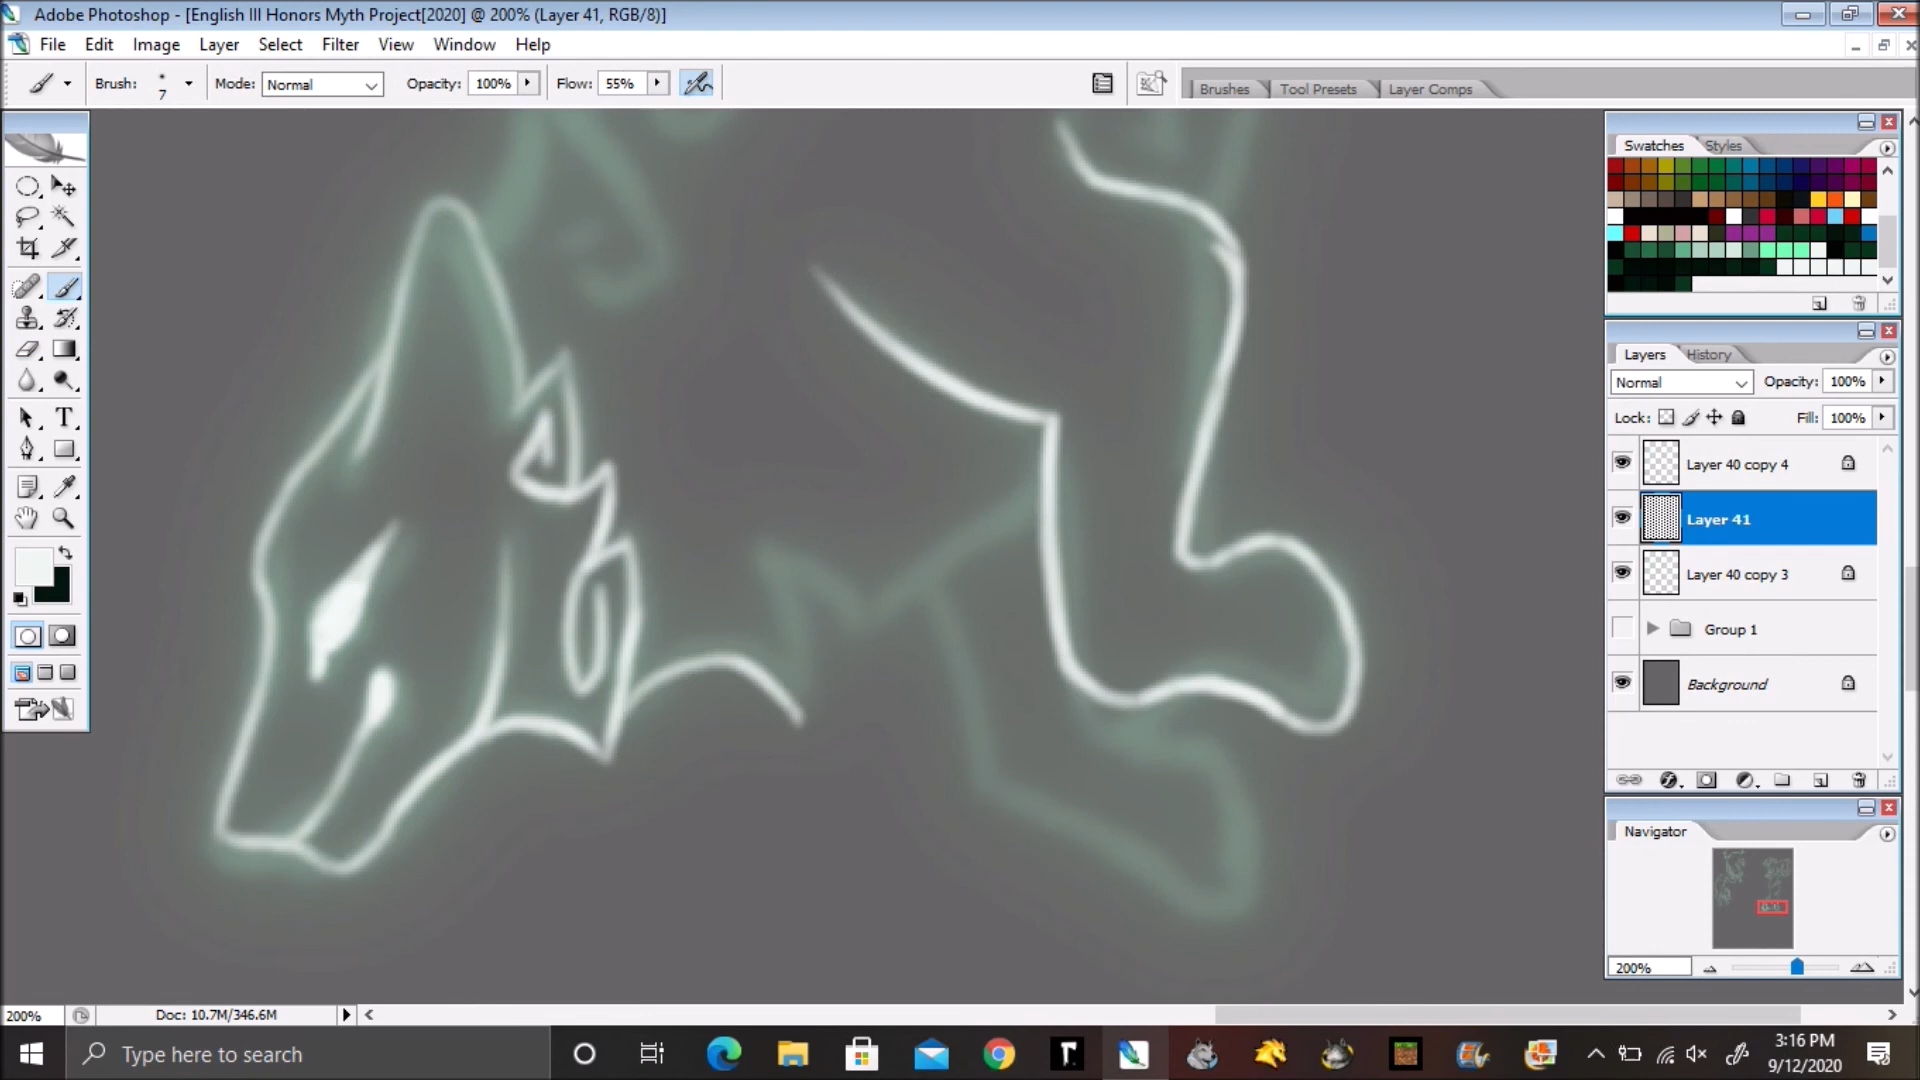 Adobe Photoshop - [English III Honors Myth Project[2020] @ 200% (Layer 41, RGB/8)]
File Edit Image Layer Select Filter View Window Help
Brush: 7 Mode: Normal Opacity: 100% Flow: 55%
Brushes Tool Presets Layer Comps
Swatches Styles
Layers History
Normal Opacity: 100%
Lock: Fill: 100%
Layer 40 copy 4
Layer 41
Layer 40 copy 3
Group 1
Background
Navigator
200%
200% Doc: 10.7M/346.6M
Type here to search
3:16 PM
9/12/2020